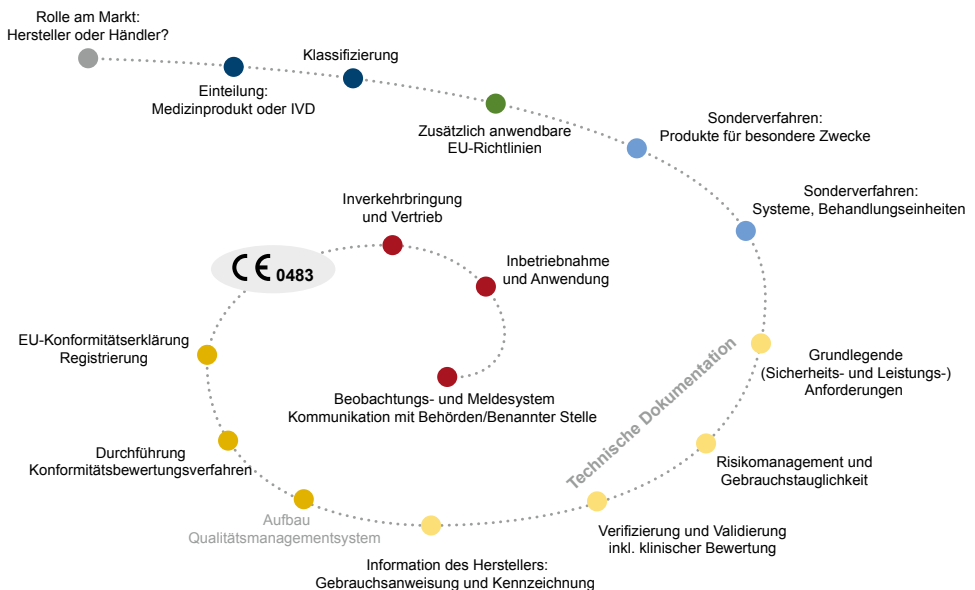 Rolle am Markt:
Hersteller oder Händler?
Einteilung:
Medizinprodukt oder IVD
Klassifizierung
Zusätzlich anwendbare
EU-Richtlinien
Sonderverfahren:
Produkte für besondere Zwecke
Sonderverfahren:
Systeme, Behandlungseinheiten
Grundlegende
(Sicherheits- und Leistungs-)
Anforderungen
Technische Dokumentation
Risikomanagement und
Gebrauchstauglichkeit
Verifizierung und Validierung
inkl. klinischer Bewertung
Information des Herstellers:
Gebrauchsanweisung und Kennzeichnung
Aufbau
Qualitätsmanagementsystem
Durchführung
Konformitätsbewertungsverfahren
EU-Konformitätserklärung
Registrierung
CE 0483
Inverkehrbringung
und Vertrieb
Inbetriebnahme
und Anwendung
Beobachtungs- und Meldesystem
Kommunikation mit Behörden/Benannter Stelle